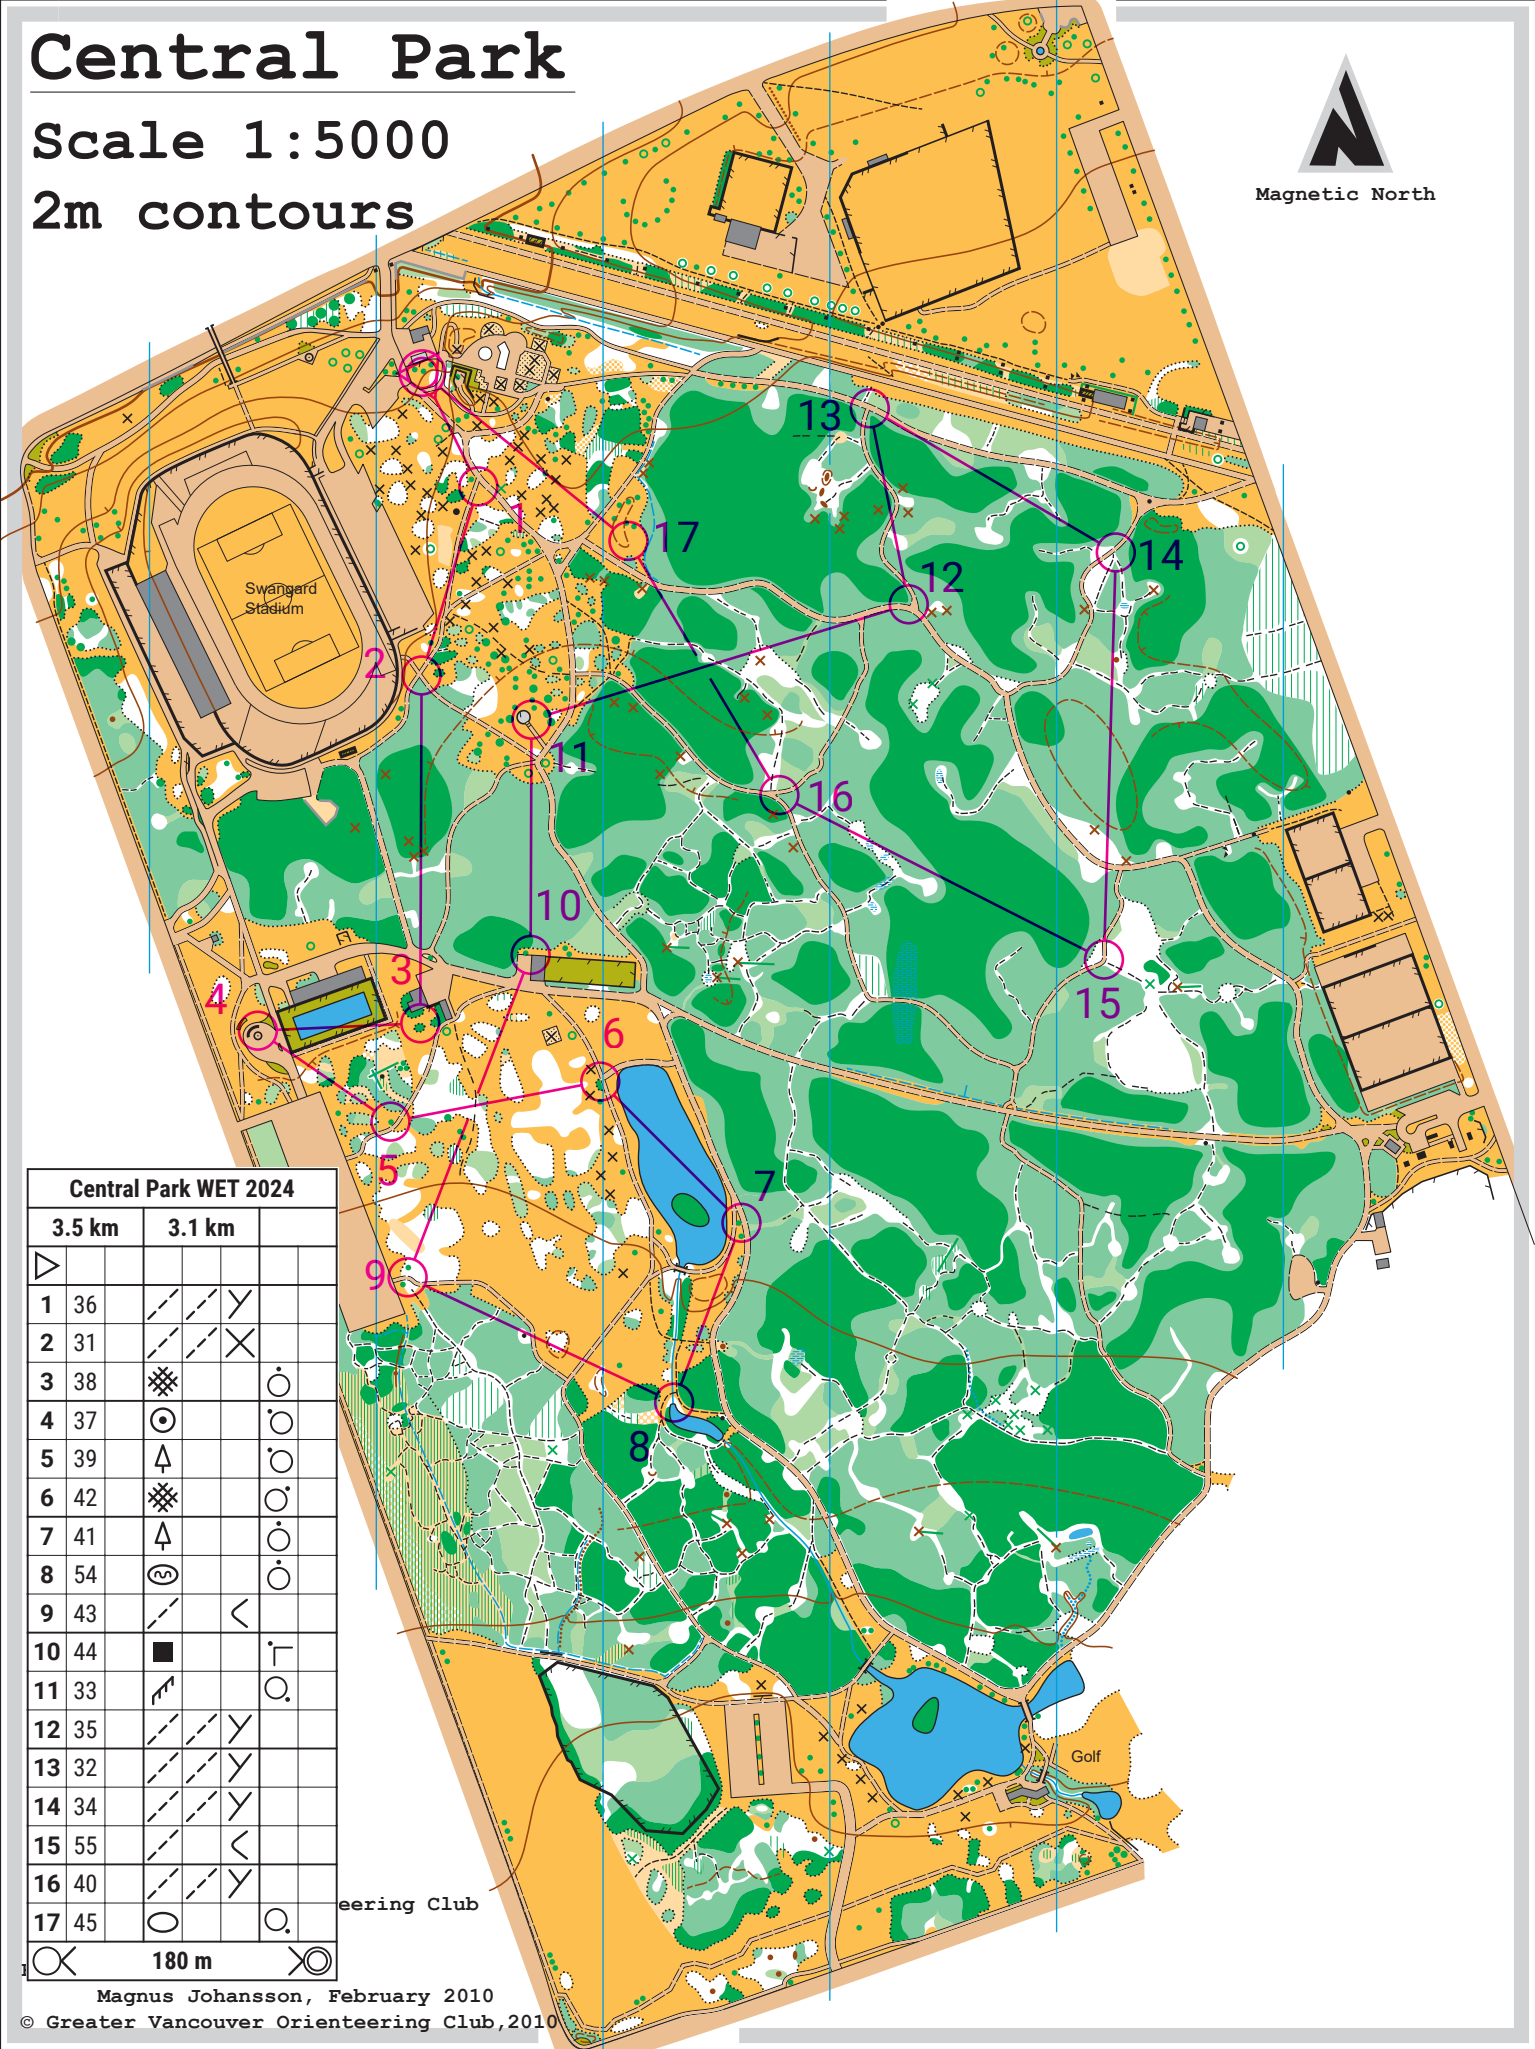 Central Park
Scale 1:5000
2m contours
Magnetic North
Swangard
Stadium
13
17
1
14
12
2
11
16
10
3
4
15
6
5
7
9
8
Golf
Central Park WET 2024
3.5 km 3.1 km
1 36
2 31
3 38
4 37
5 39
6 42
7 41
8 54
9 43
10 44
11 33
12 35
13 32
14 34
15 55
16 40
17 45
180 m
eering Club
Magnus Johansson, February 2010
© Greater Vancouver Orienteering Club,2010